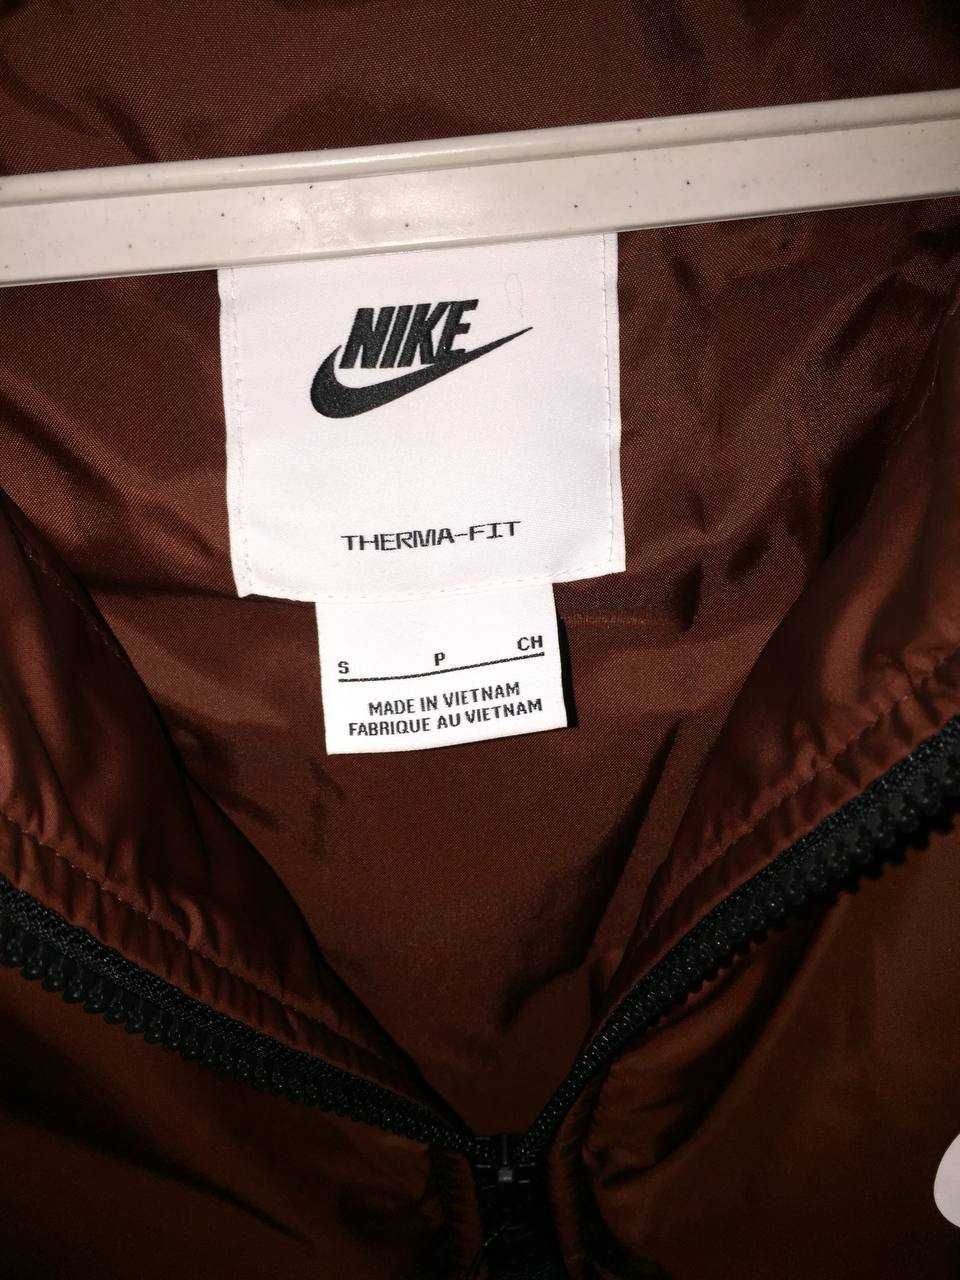 NIKE
THERMA-FIT
S P CH
MADE IN VIETNAM
FABRIQUE AU VIETNAM